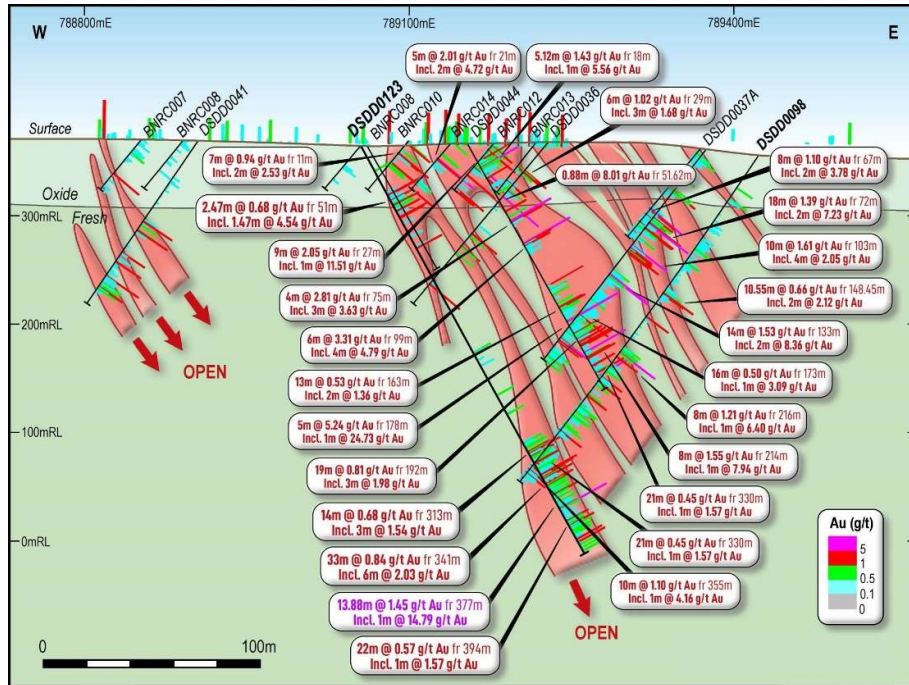 788800mE
789100mE
789400mE
W
E
5m @ 2.01 g/t Au fr 21m
Incl. 2m @ 4.72 g/t Au
5.12m @ 1.43 g/t Au fr 18m
Incl. 1m @ 5.56 g/t Au
6m @ 1.02 g/t Au fr 29m
Incl. 3m @ 1.68 g/t Au
Surface
BNRC007
BNRC008
DSDD0041
DSDD0123
BNRC008
BNRC010
BNRC014
DSDD0044
BNRC012
BNRC013
DSDD0036
DSDD0037A
DSDD0098
7m @ 0.94 g/t Au fr 11m
Incl. 2m @ 2.53 g/t Au
0.88m @ 8.01 g/t Au fr 51.62m
8m @ 1.10 g/t Au fr 67m
Incl. 2m @ 3.78 g/t Au
Oxide
Fresh
300mRL
2.47m @ 0.68 g/t Au fr 51m
Incl. 1.47m @ 4.54 g/t Au
18m @ 1.39 g/t Au fr 72m
Incl. 2m @ 7.23 g/t Au
9m @ 2.05 g/t Au fr 27m
Incl. 1m @ 11.51 g/t Au
10m @ 1.61 g/t Au fr 103m
Incl. 4m @ 2.05 g/t Au
4m @ 2.81 g/t Au fr 75m
Incl. 3m @ 3.63 g/t Au
10.55m @ 0.66 g/t Au fr 148.45m
Incl. 2m @ 2.12 g/t Au
200mRL
6m @ 3.31 g/t Au fr 99m
Incl. 4m @ 4.79 g/t Au
14m @ 1.53 g/t Au fr 133m
Incl. 2m @ 8.36 g/t Au
OPEN
13m @ 0.53 g/t Au fr 163m
Incl. 2m @ 1.36 g/t Au
16m @ 0.50 g/t Au fr 173m
Incl. 1m @ 3.09 g/t Au
5m @ 5.24 g/t Au fr 178m
Incl. 1m @ 24.73 g/t Au
8m @ 1.21 g/t Au fr 216m
Incl. 1m @ 6.40 g/t Au
100mRL
19m @ 0.81 g/t Au fr 192m
Incl. 3m @ 1.98 g/t Au
8m @ 1.55 g/t Au fr 214m
Incl. 1m @ 7.94 g/t Au
14m @ 0.68 g/t Au fr 313m
Incl. 3m @ 1.54 g/t Au
21m @ 0.45 g/t Au fr 330m
Incl. 1m @ 1.57 g/t Au
0mRL
33m @ 0.84 g/t Au fr 341m
Incl. 6m @ 2.03 g/t Au
21m @ 0.45 g/t Au fr 330m
Incl. 1m @ 1.57 g/t Au
13.88m @ 1.45 g/t Au fr 377m
Incl. 1m @ 14.79 g/t Au
10m @ 1.10 g/t Au fr 355m
Incl. 1m @ 4.16 g/t Au
22m @ 0.57 g/t Au fr 394m
Incl. 1m @ 1.57 g/t Au
OPEN
Au (g/t)
5
1
0.5
0.1
0
0
100m